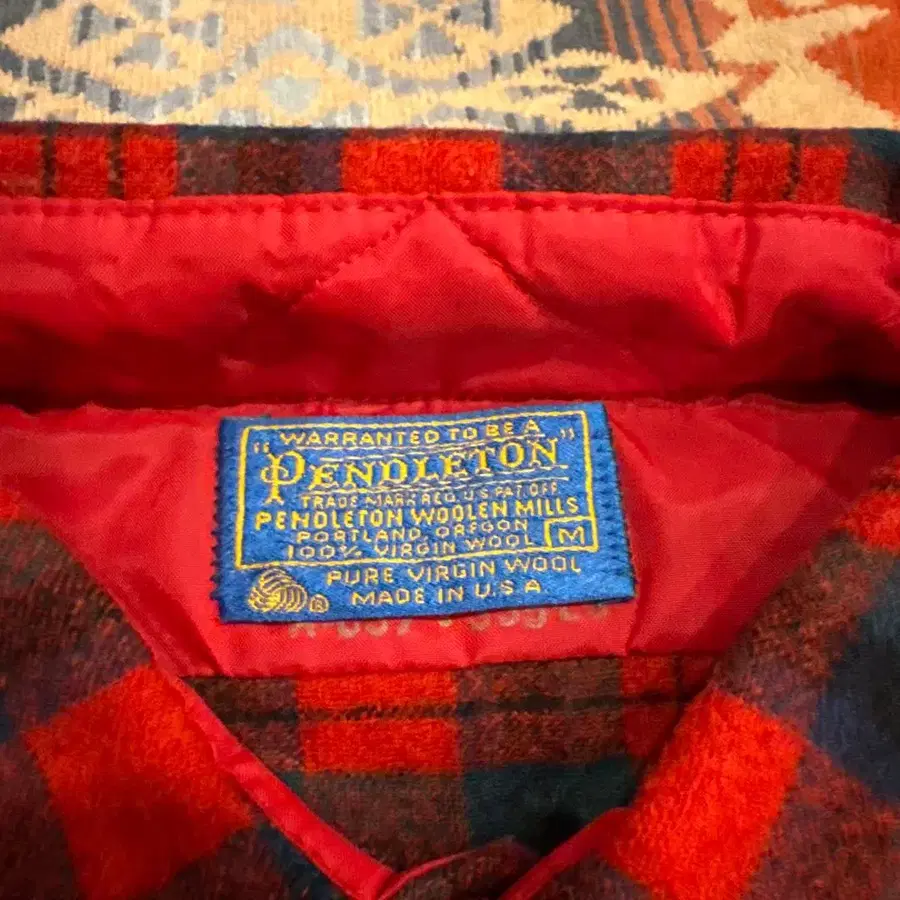 "WARRANTED TO BE A
PENDLETON"
TRADE MARK REG. U.S. PAT. OFF.
PENDLETON WOOLEN MILLS
PORTLAND, OREGON
100% VIRGIN WOOL M
PURE VIRGIN WOOL
® MADE IN U.S.A.